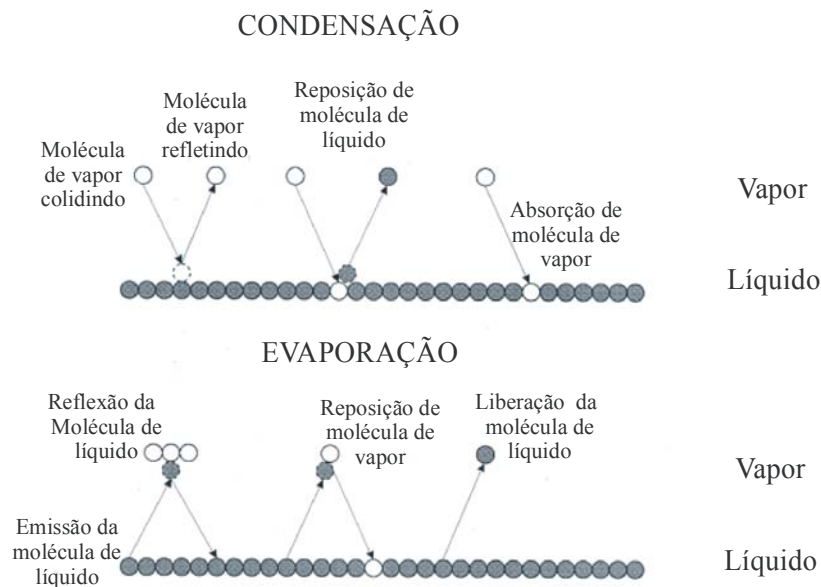 CONDENSAÇÃO
Molécula
de vapor
colidindo
Molécula
de vapor
refletindo
Reposição de
molécula de
líquido
Absorção de
molécula de
vapor
Vapor
Líquido
EVAPORAÇÃO
Reflexão da
Molécula de
líquido
Emissão da
molécula de
líquido
Reposição de
molécula de
vapor
Liberação da
molécula de
líquido
Vapor
Líquido